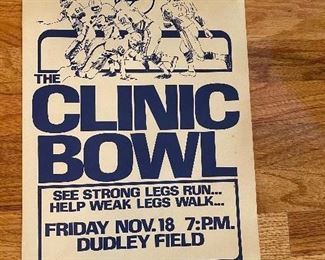 THE
CLINIC
BOWL
SEE STRONG LEGS RUN...
HELP WEAK LEGS WALK...
FRIDAY NOV. 18 7:P.M.
DUDLEY FIELD